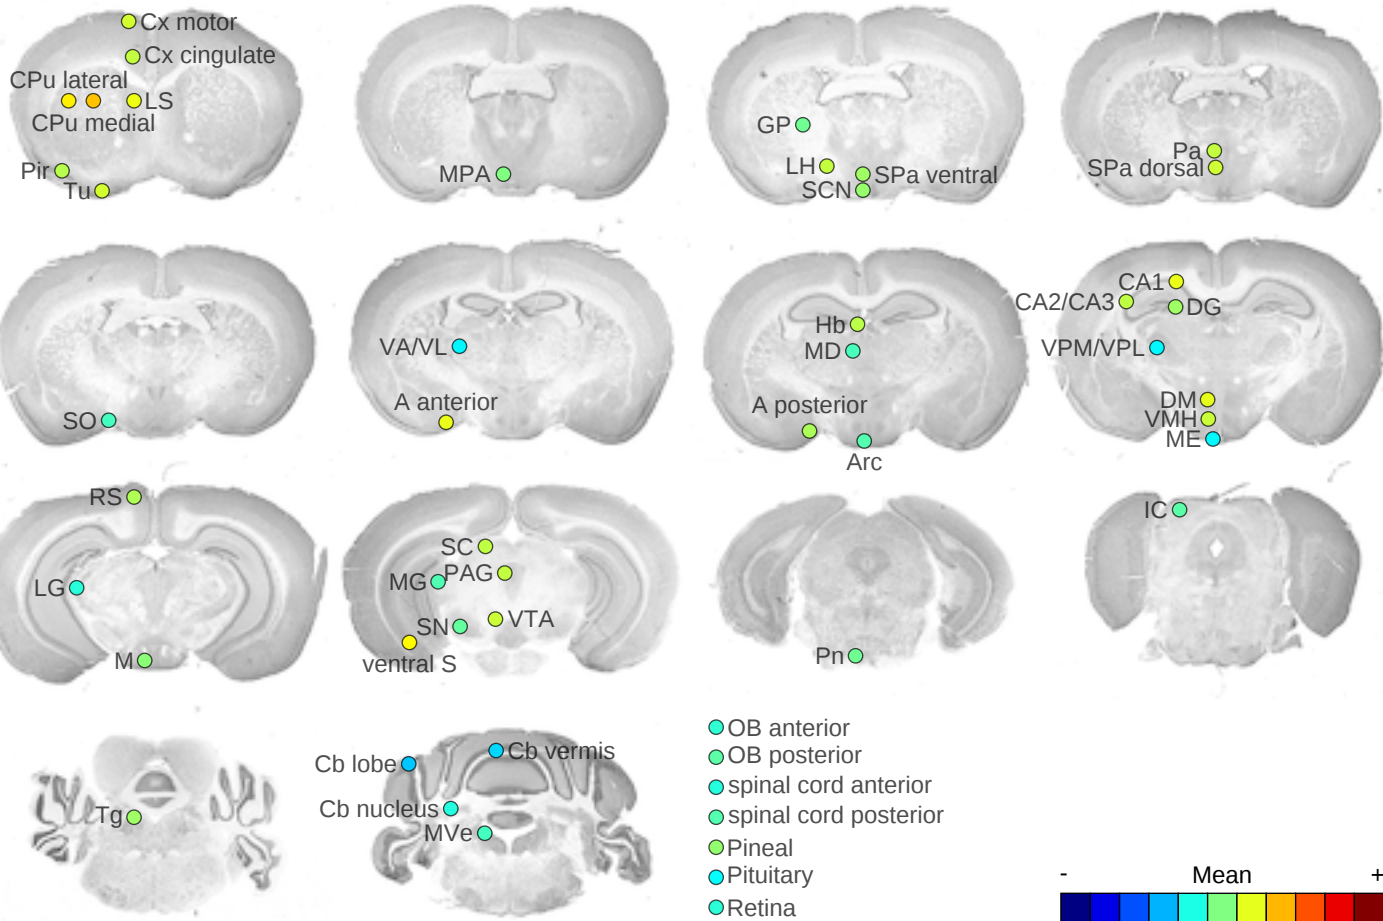 Cx motor
Cx cingulate
CPu lateral
LS
CPu medial
Pir
Tu
MPA
GP
LH
SPa ventral
SCN
Pa
SPa dorsal
SO
VA/VL
A anterior
Hb
MD
A posterior
Arc
CA1
CA2/CA3
DG
VPM/VPL
DM
VMH
ME
RS
LG
M
SC
MG
PAG
SN
VTA
ventral S
Pn
IC
Tg
Cb lobe
Cb vermis
Cb nucleus
MVe
OB anterior
OB posterior
spinal cord anterior
spinal cord posterior
Pineal
Pituitary
Retina
- Mean +